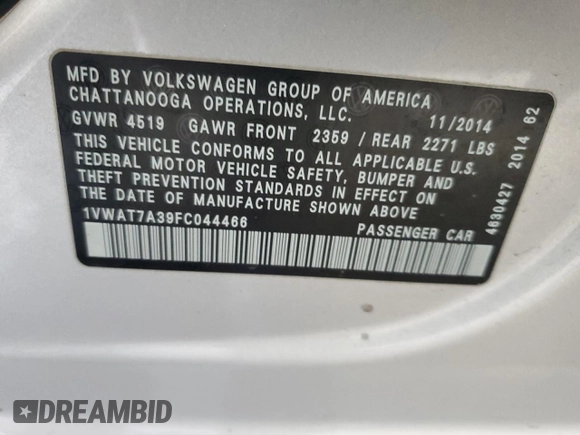 MFD BY VOLKSWAGEN GROUP OF AMERICA
CHATTANOOGA OPERATIONS, LLC. 11/2014
GVWR 4519 GAWR FRONT 2359 / REAR 2271 LBS
THIS VEHICLE CONFORMS TO ALL APPLICABLE U.S.
FEDERAL MOTOR VEHICLE SAFETY, BUMPER AND
THEFT PREVENTION STANDARDS IN EFFECT ON
THE DATE OF MANUFACTURE SHOWN ABOVE
1VWAT7A39FC044466 PASSENGER CAR
4630427 2014 62
DREAMBID